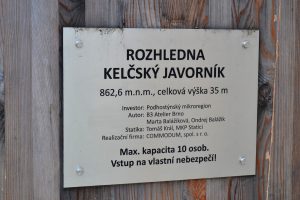 ROZHLEDNA
KELČSKÝ JAVORNÍK
862,6 m.n.m., celková výška 35 m
Investor: Podhostýnský mikroregion
Autor: B3 Atelier Brno
Marta Balážiková, Ondrej Balážik
Statika: Tomáš Král, MKP Statici
Realizační firma: COMMODUM, spol. s r. o.
Max. kapacita 10 osob.
Vstup na vlastní nebezpečí!